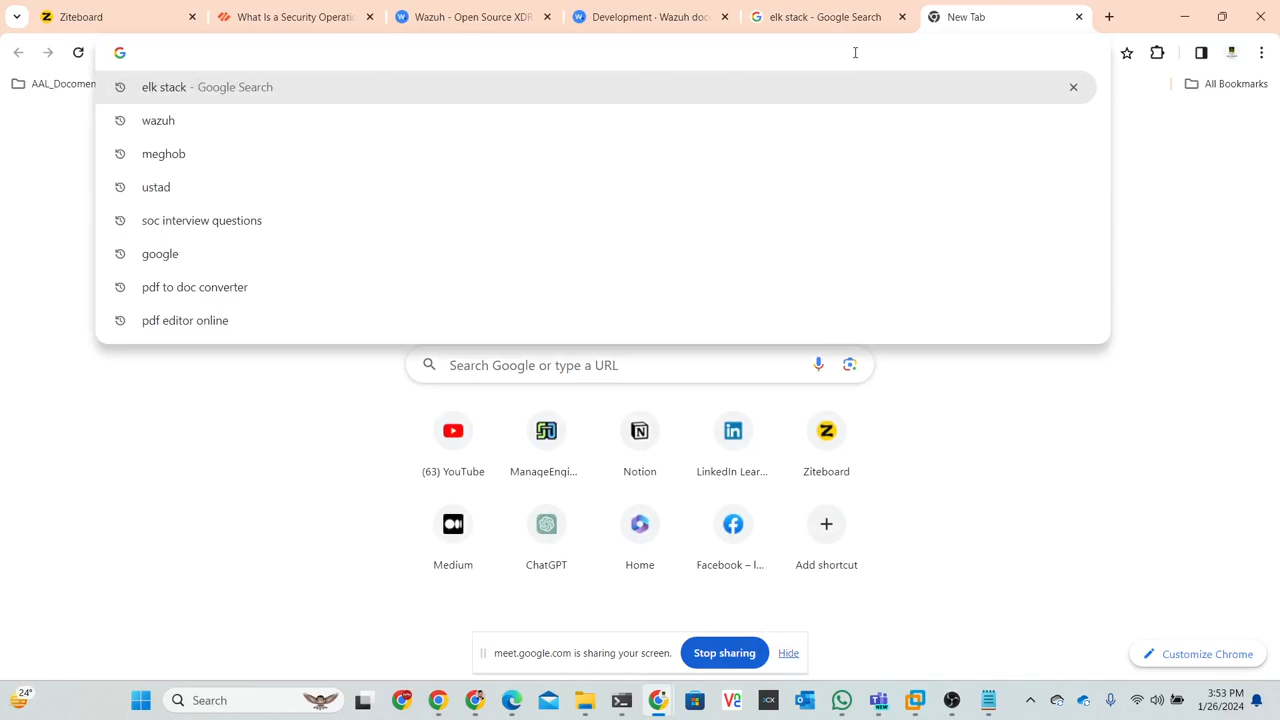 Ziteboard
What Is a Security Operatio
Wazuh - Open Source XDR
Development · Wazuh doc
elk stack - Google Search
New Tab
AAL_Documen
All Bookmarks
elk stack - Google Search
wazuh
meghob
ustad
soc interview questions
google
pdf to doc converter
pdf editor online
Search Google or type a URL
(63) YouTube
ManageEngi...
Notion
LinkedIn Lear...
Ziteboard
Medium
ChatGPT
Home
Facebook – l...
Add shortcut
meet.google.com is sharing your screen.
Stop sharing
Hide
Customize Chrome
24°
Search
NEW
3:53 PM
1/26/2024